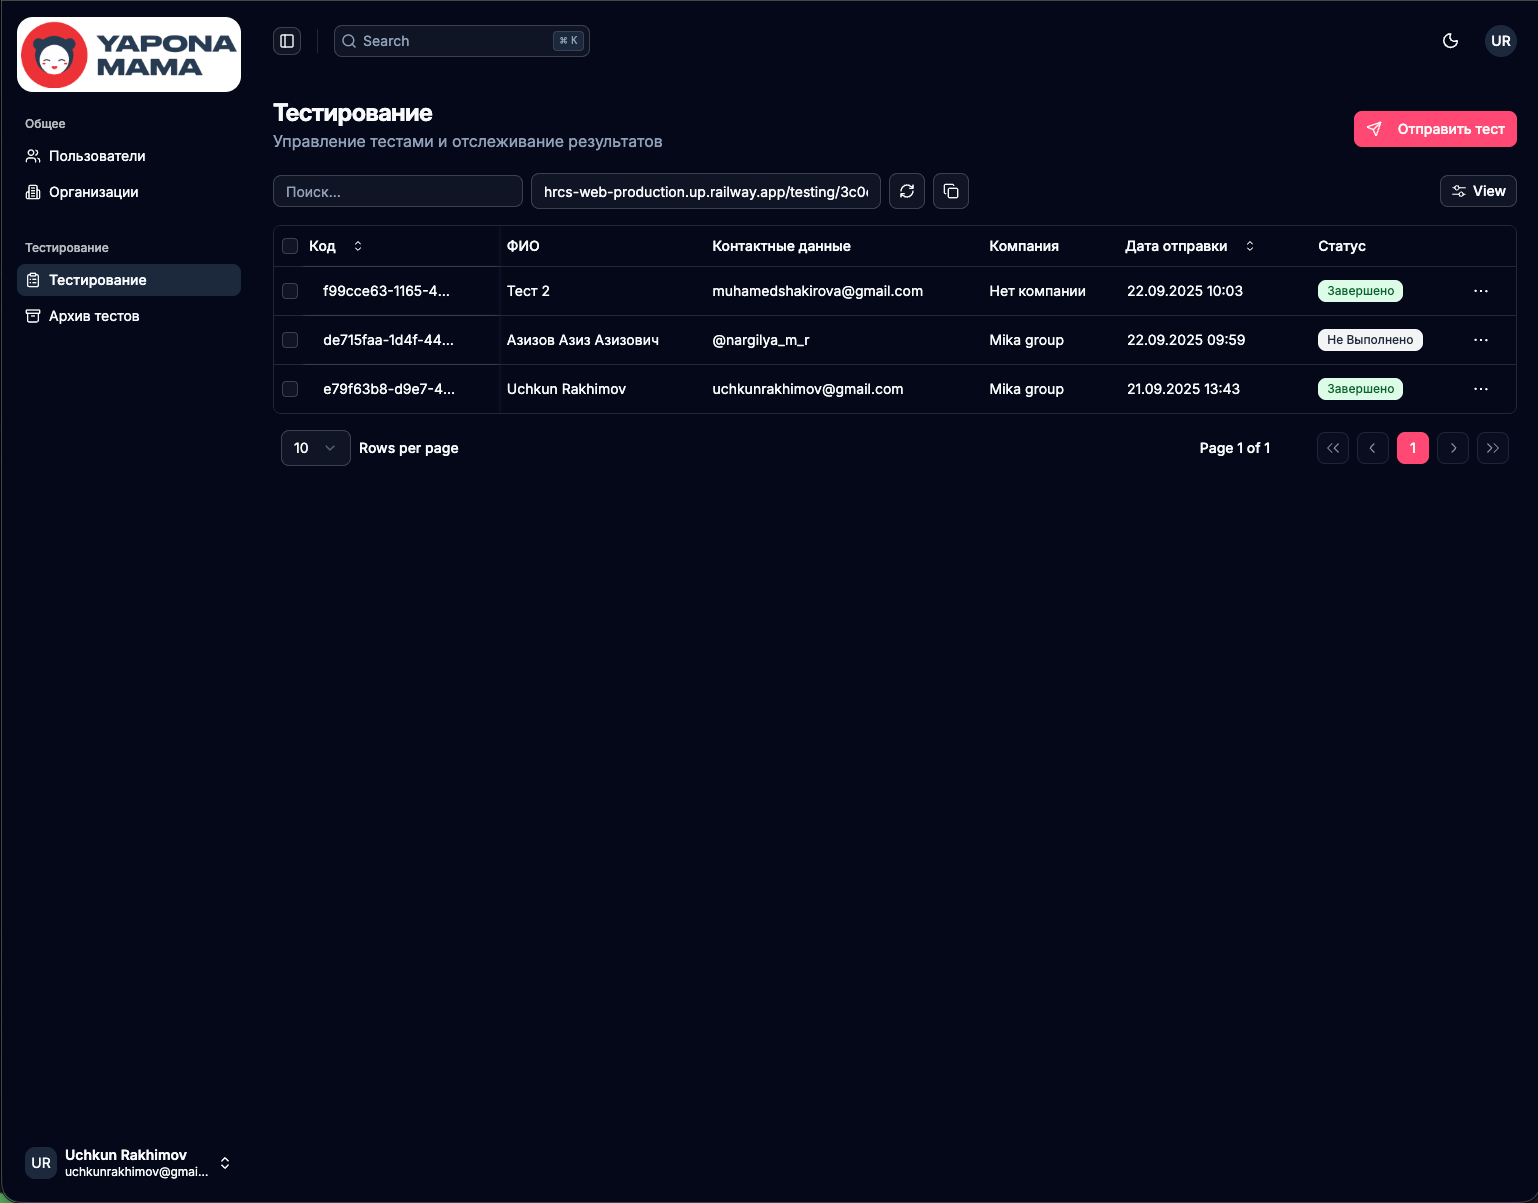 YAPONA
MAMA
Search
⌘ K
UR
Общее
Пользователи
Организации
Тестирование
Тестирование
Архив тестов
Тестирование
Управление тестами и отслеживание результатов
Отправить тест
Поиск...
hrcs-web-production.up.railway.app/testing/3c0
View
Код ФИО Контактные данные Компания Дата отправки Статус
f99cce63-1165-4... Тест 2 muhamedshakirova@gmail.com Нет компании 22.09.2025 10:03 Завершено ...
de715faa-1d4f-44... Азизов Азиз Азизович @nargilya_m_r Mika group 22.09.2025 09:59 Не Выполнено ...
e79f63b8-d9e7-4... Uchkun Rakhimov uchkunrakhimov@gmail.com Mika group 21.09.2025 13:43 Завершено ...
10 Rows per page
Page 1 of 1
1
UR
Uchkun Rakhimov
uchkunrakhimov@gmai...